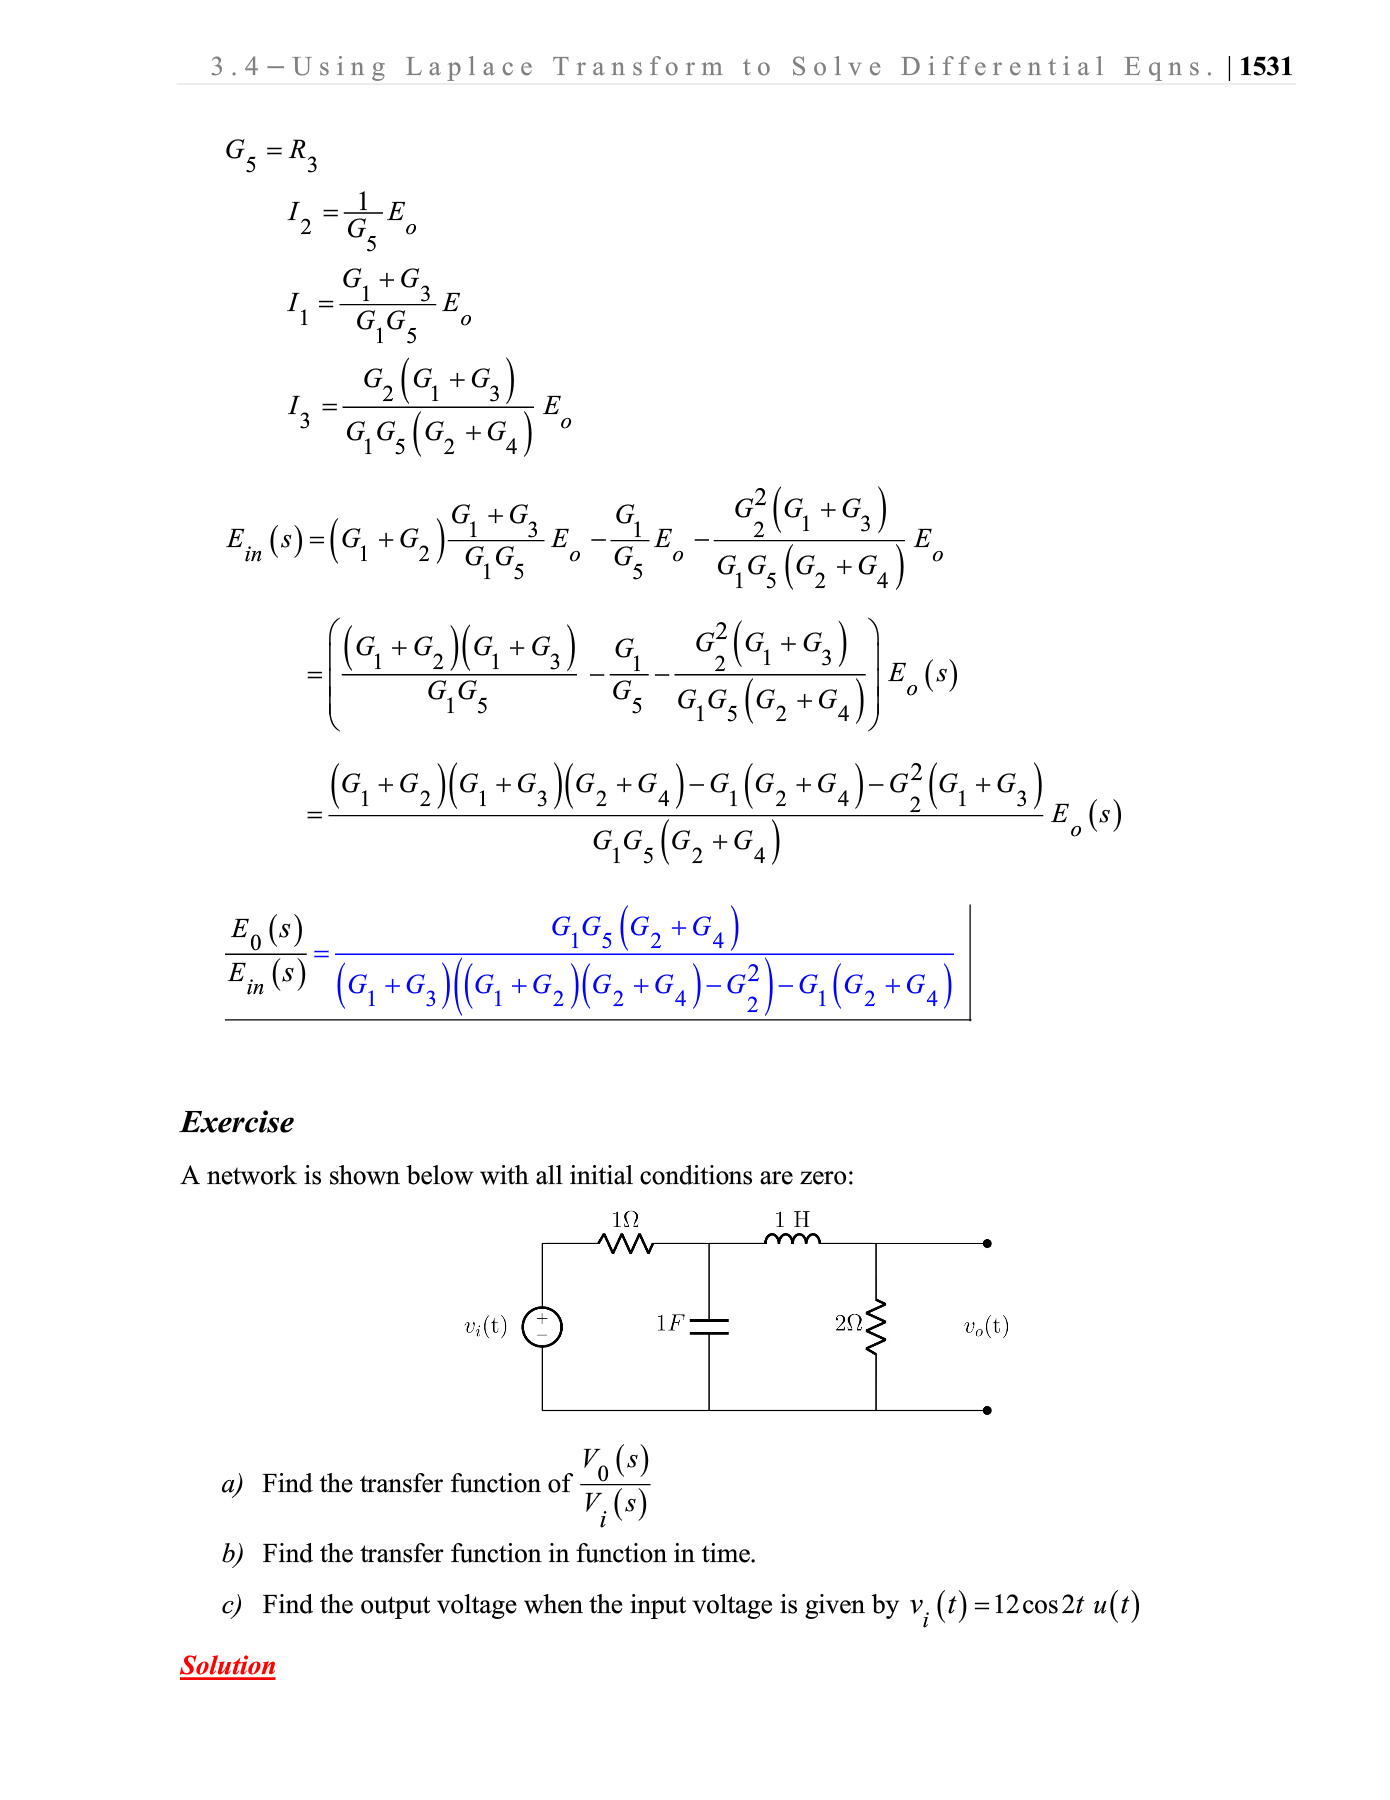 3.4 – Using Laplace Transform to Solve Differential Eqns. | 1531
G_5 = R_3
I_2 = \frac{1}{G_5} E_o
I_1 = \frac{G_1 + G_3}{G_1 G_5} E_o
I_3 = \frac{G_2 (G_1 + G_3)}{G_1 G_5 (G_2 + G_4)} E_o
E_{in}(s) = (G_1 + G_2) \frac{G_1 + G_3}{G_1 G_5} E_o - \frac{G_1}{G_5} E_o - \frac{G_2^2 (G_1 + G_3)}{G_1 G_5 (G_2 + G_4)} E_o
= \left( \frac{(G_1 + G_2)(G_1 + G_3)}{G_1 G_5} - \frac{G_1}{G_5} - \frac{G_2^2 (G_1 + G_3)}{G_1 G_5 (G_2 + G_4)} \right) E_o(s)
= \frac{(G_1 + G_2)(G_1 + G_3)(G_2 + G_4) - G_1 (G_2 + G_4) - G_2^2 (G_1 + G_3)}{G_1 G_5 (G_2 + G_4)} E_o(s)
\frac{E_0(s)}{E_{in}(s)} = \frac{G_1 G_5 (G_2 + G_4)}{(G_1 + G_3)((G_1 + G_2)(G_2 + G_4) - G_2^2) - G_1 (G_2 + G_4)}
Exercise
A network is shown below with all initial conditions are zero:
1Ω 1 H
v_i(t) + − 1F 2Ω v_o(t)
a) Find the transfer function of \frac{V_0(s)}{V_i(s)}
b) Find the transfer function in function in time.
c) Find the output voltage when the input voltage is given by v_i(t) = 12 cos 2t u(t)
Solution